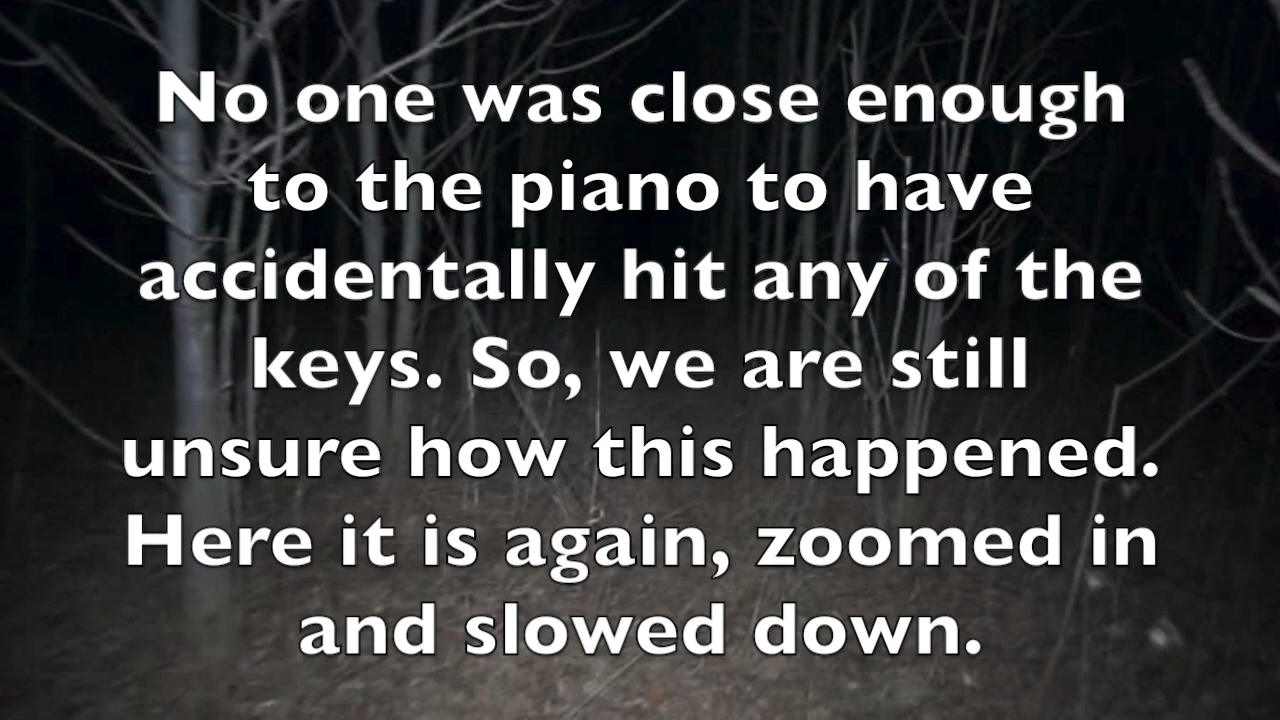 No one was close enough
to the piano to have
accidentally hit any of the
keys. So, we are still
unsure how this happened.
Here it is again, zoomed in
and slowed down.